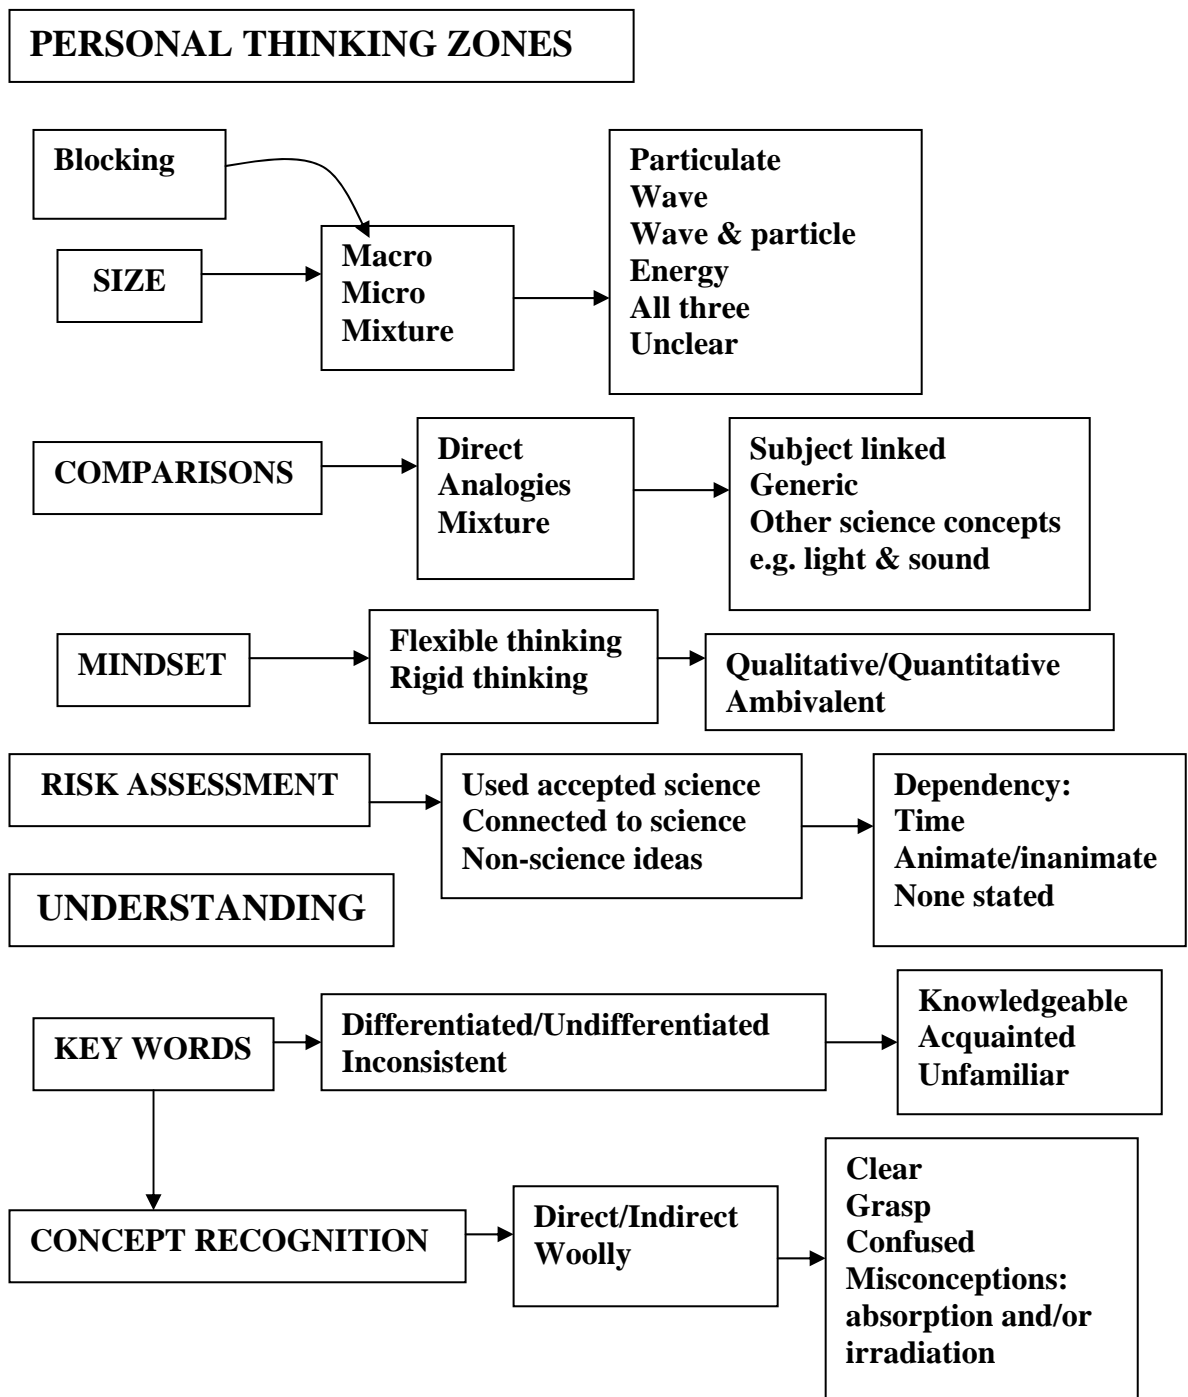 PERSONAL THINKING ZONES
Blocking
SIZE
Macro
Micro
Mixture
Particulate
Wave
Wave & particle
Energy
All three
Unclear
COMPARISONS
Direct
Analogies
Mixture
Subject linked
Generic
Other science concepts
e.g. light & sound
MINDSET
Flexible thinking
Rigid thinking
Qualitative/Quantitative
Ambivalent
RISK ASSESSMENT
Used accepted science
Connected to science
Non-science ideas
Dependency:
Time
Animate/inanimate
None stated
UNDERSTANDING
KEY WORDS
Differentiated/Undifferentiated
Inconsistent
Knowledgeable
Acquainted
Unfamiliar
CONCEPT RECOGNITION
Direct/Indirect
Woolly
Clear
Grasp
Confused
Misconceptions:
absorption and/or
irradiation